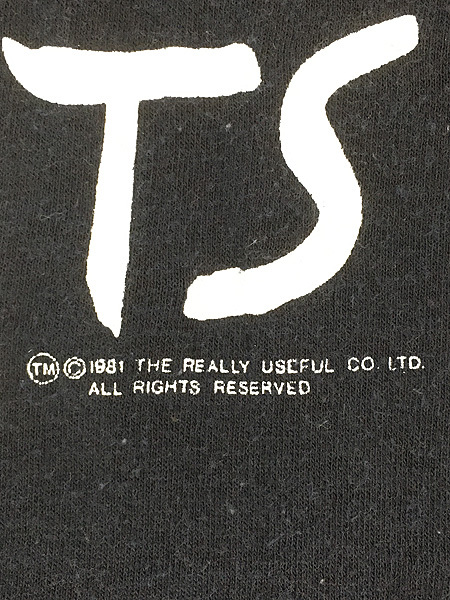 TS
TM ©1981 THE REALLY USEFUL CO. LTD.
ALL RIGHTS RESERVED